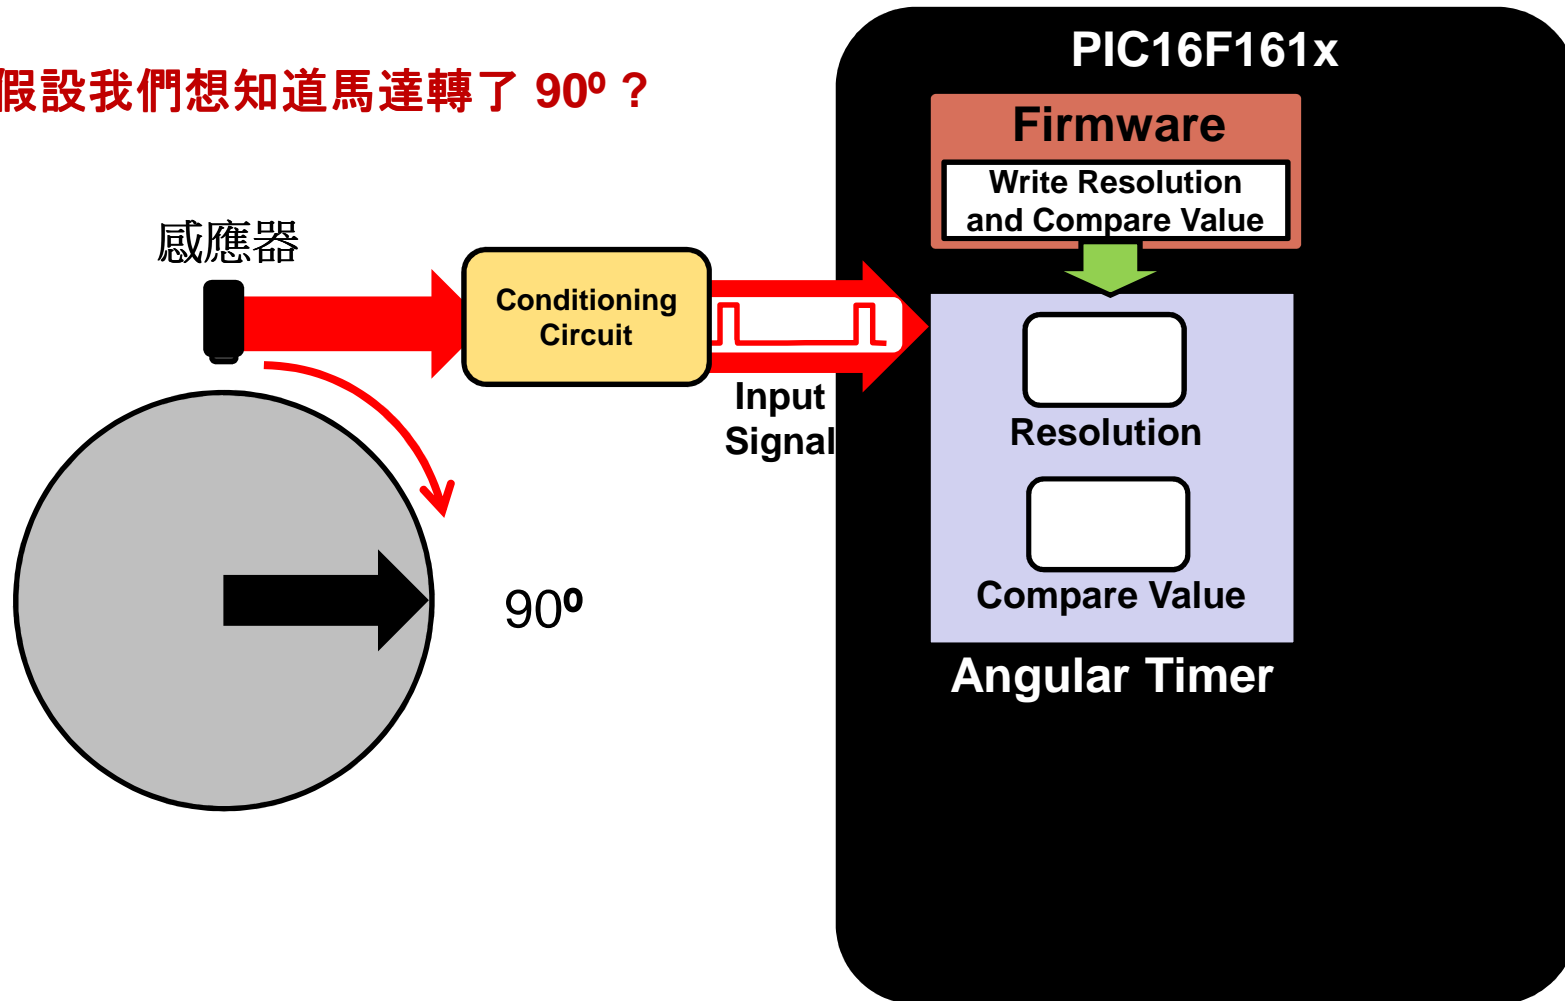 假設我們想知道馬達轉了 90º ?
PIC16F161x
Firmware
Write Resolution
and Compare Value
感應器
Conditioning
Circuit
Input
Signal
Resolution
90º
Compare Value
Angular Timer